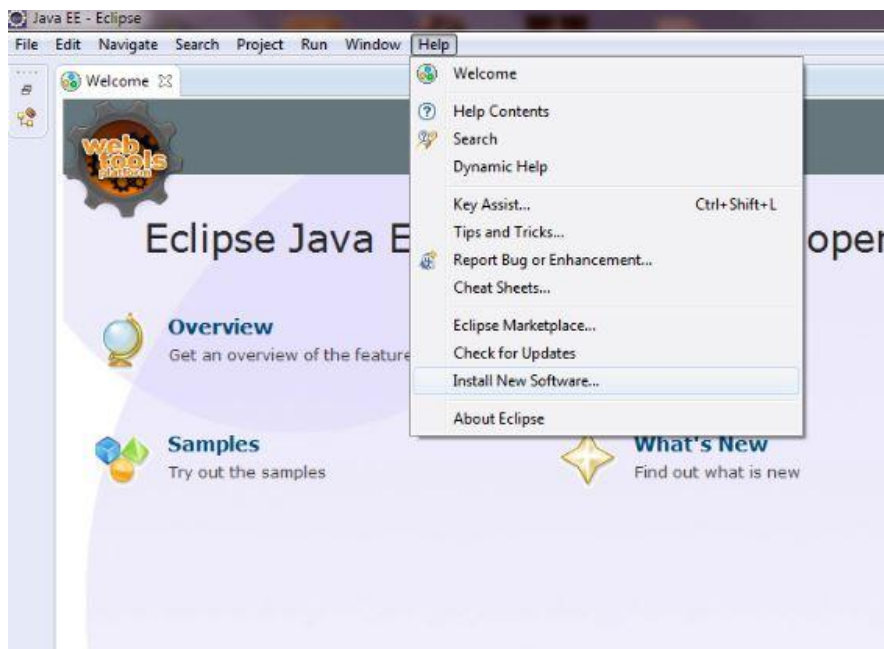 Java EE - Eclipse
File Edit Navigate Search Project Run Window Help
Welcome
web
tools
platform
Eclipse Java E
oper
Overview
Get an overview of the feature
Samples
Try out the samples
What's New
Find out what is new
Welcome
Help Contents
Search
Dynamic Help
Key Assist... Ctrl+Shift+L
Tips and Tricks...
Report Bug or Enhancement...
Cheat Sheets...
Eclipse Marketplace...
Check for Updates
Install New Software...
About Eclipse